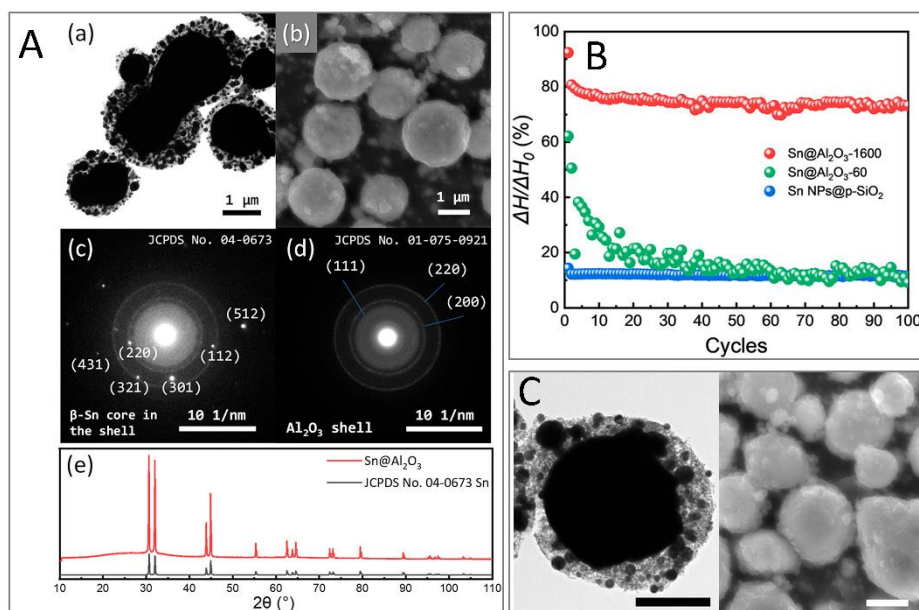 A
(a)
(b)
1 μm
1 μm
(c)
JCPDS No. 04-0673
(512)
(220)
(112)
(431)
(321)
(301)
β-Sn core in
the shell
10 1/nm
(d)
JCPDS No. 01-075-0921
(111)
(220)
(200)
Al₂O₃ shell
10 1/nm
(e)
Sn@Al₂O₃
JCPDS No. 04-0673 Sn
10 20 30 40 50 60 70 80 90 100 110
2θ (°)
B
ΔH/ΔH₀ (%)
100
80
60
40
20
0
Sn@Al₂O₃-1600
Sn@Al₂O₃-60
Sn NPs@p-SiO₂
0 10 20 30 40 50 60 70 80 90 100
Cycles
C